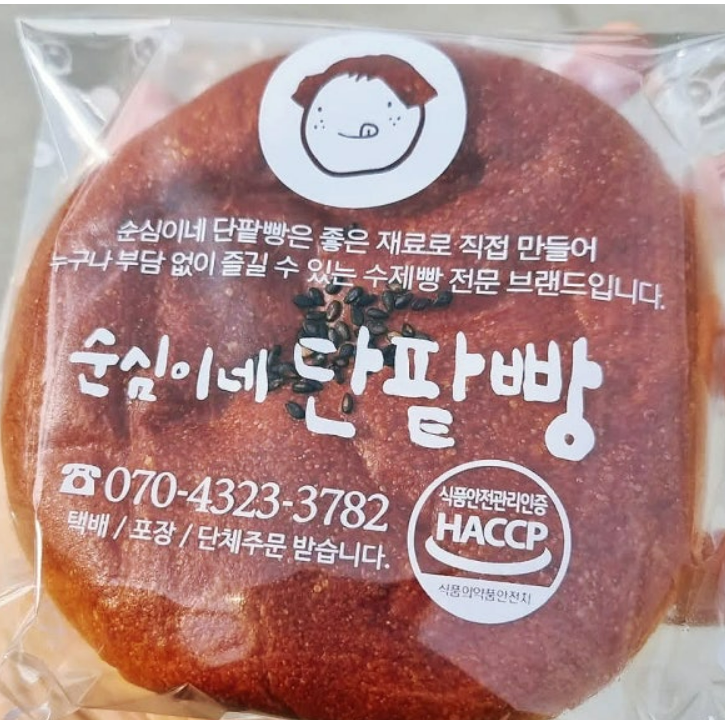 순심이네 단팥빵은 좋은 재료로 직접 만들어
누구나 부담 없이 즐길 수 있는 수제빵 전문 브랜드입니다.
순심이네 단팥빵
☎070-4323-3782
택배 / 포장 / 단체주문 받습니다.
식품안전관리인증
HACCP
식품의약품안전처